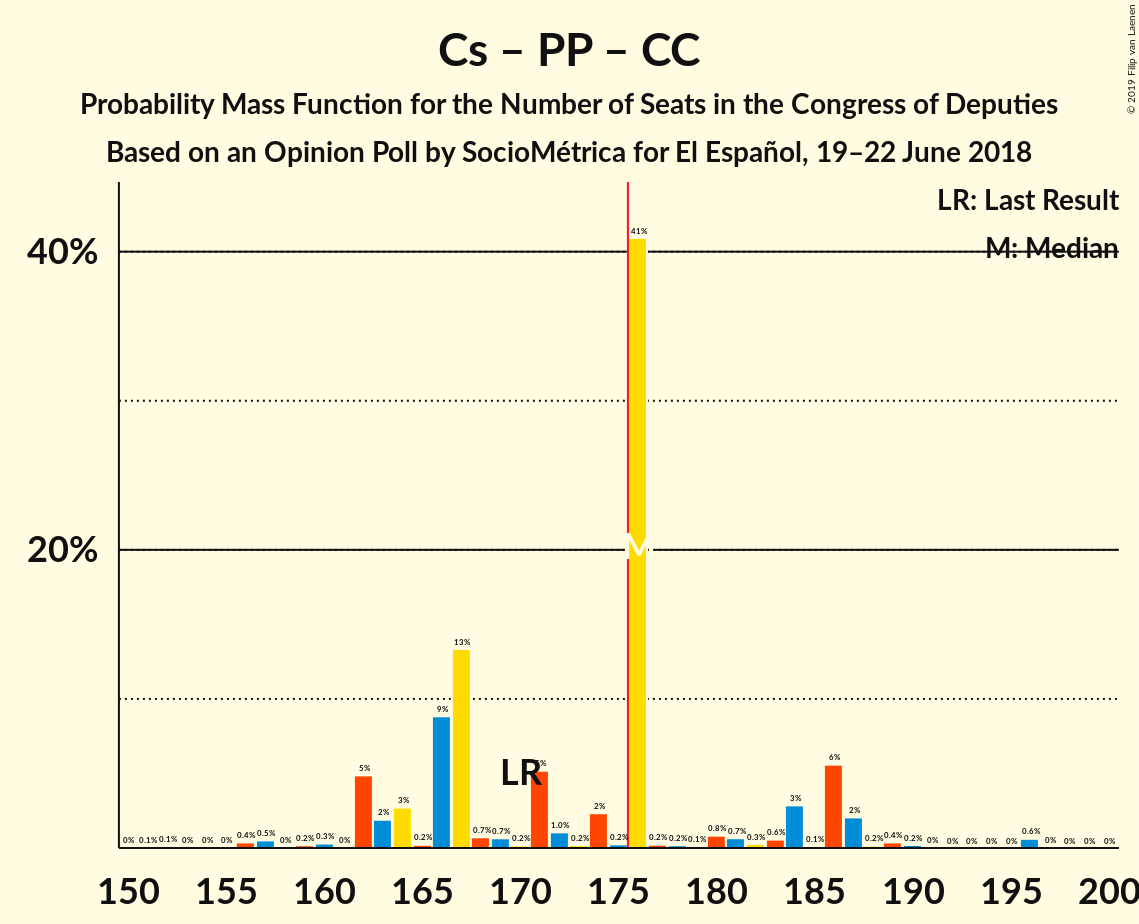 Cs – PP – CC
Probability Mass Function for the Number of Seats in the Congress of Deputies
Based on an Opinion Poll by SocioMétrica for El Español, 19–22 June 2018
© 2019 Filip van Laenen
LR: Last Result
M: Median
40%
20%
41%
M
13%
9%
LR
5%
5%
2%
3%
2%
3%
6%
2%
0% 0.1% 0.1% 0% 0% 0% 0.4% 0.5% 0% 0.2% 0.3% 0% 0.2% 0.7% 0.7% 0.2% 1.0% 0.2% 0.2% 0.2% 0.2% 0.1% 0.8% 0.7% 0.3% 0.6% 0.1% 0.2% 0.4% 0.2% 0% 0% 0% 0% 0% 0.6% 0% 0% 0% 0%
150 155 160 165 170 175 180 185 190 195 200